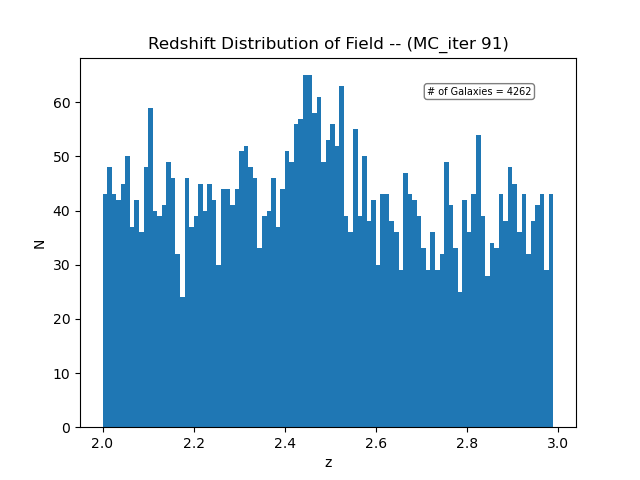 Redshift Distribution of Field -- (MC_iter 91)
# of Galaxies = 4262
60
50
40
30
20
10
0
N
2.0 2.2 2.4 2.6 2.8 3.0
z